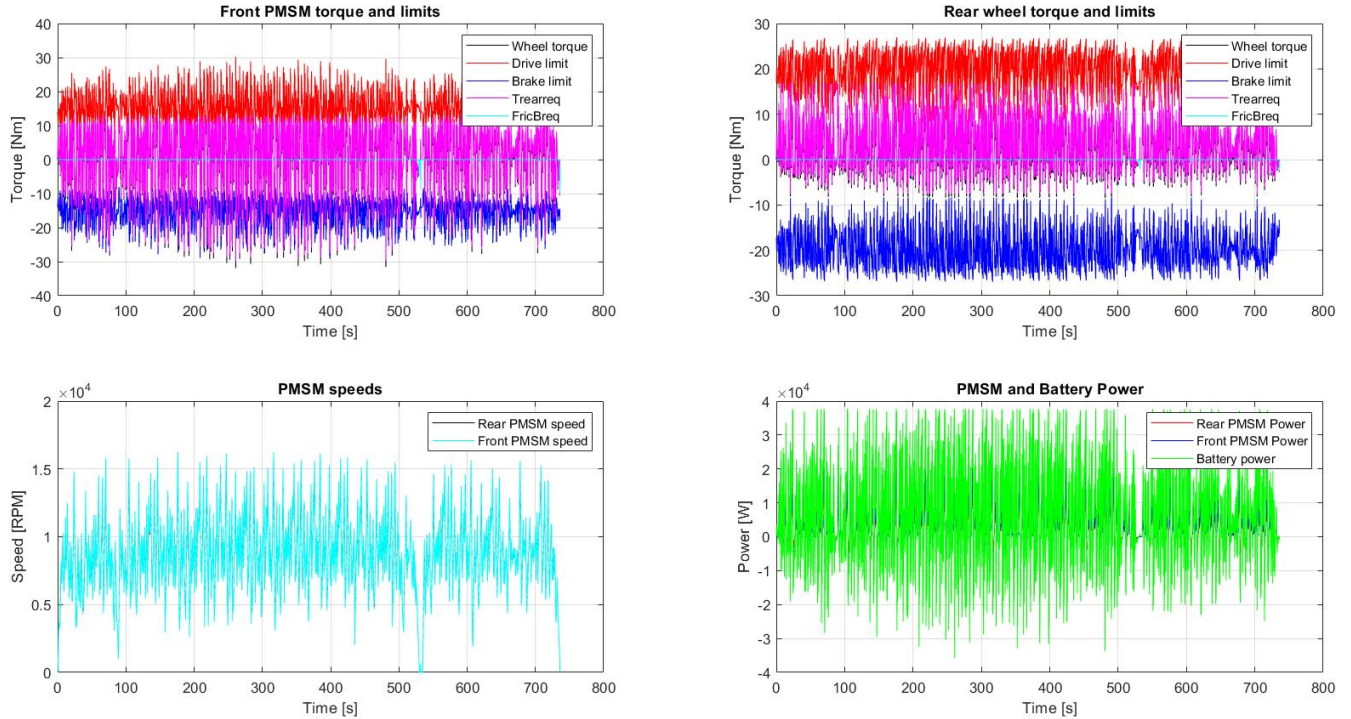 Front PMSM torque and limits
40
30
20
10
0
-10
-20
-30
-40
Torque [Nm]
Wheel torque
Drive limit
Brake limit
Trearreq
FricBreq
0 100 200 300 400 500 600 700 800
Time [s]
Rear wheel torque and limits
30
20
10
0
-10
-20
-30
Torque [Nm]
Wheel torque
Drive limit
Brake limit
Trearreq
FricBreq
0 100 200 300 400 500 600 700 800
Time [s]
PMSM speeds
×10⁴
2
1.5
1
0.5
0
Speed [RPM]
Rear PMSM speed
Front PMSM speed
0 100 200 300 400 500 600 700 800
Time [s]
PMSM and Battery Power
×10⁴
4
3
2
1
0
-1
-2
-3
-4
Power [W]
Rear PMSM Power
Front PMSM Power
Battery power
0 100 200 300 400 500 600 700 800
Time [s]